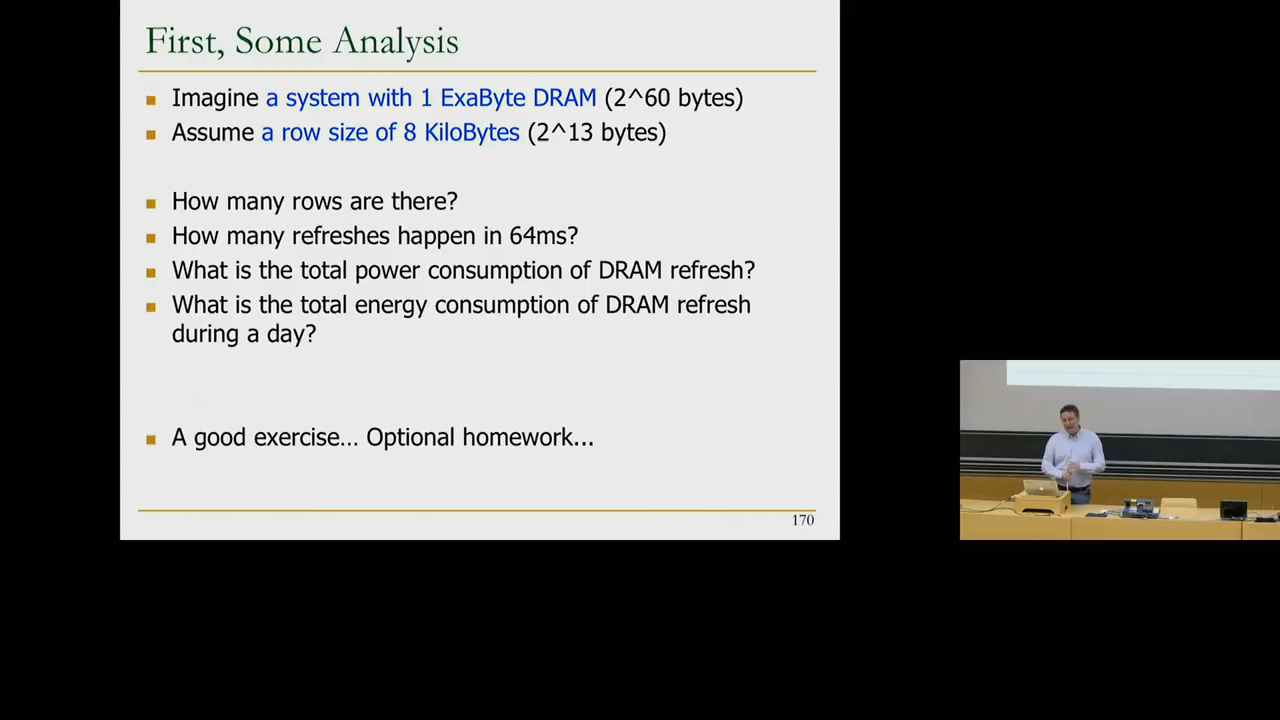 First, Some Analysis
Imagine a system with 1 ExaByte DRAM (2^60 bytes)
Assume a row size of 8 KiloBytes (2^13 bytes)
How many rows are there?
How many refreshes happen in 64ms?
What is the total power consumption of DRAM refresh?
What is the total energy consumption of DRAM refresh
during a day?
A good exercise… Optional homework...
170